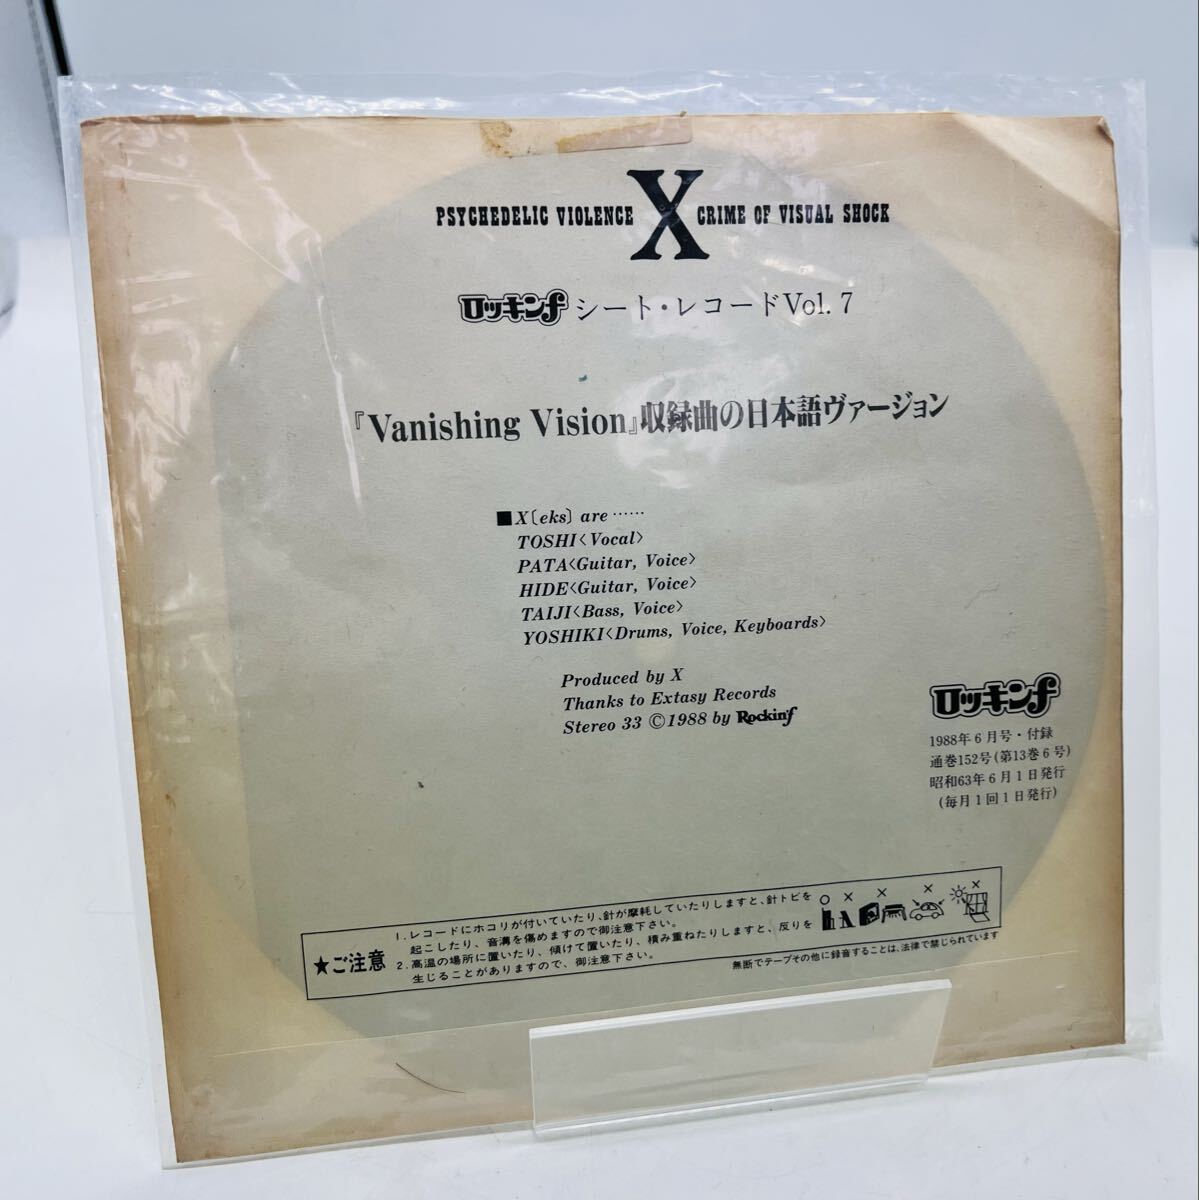 PSYCHEDELIC VIOLENCE X CRIME OF VISUAL SHOCK
ロッキンf シート・レコードVol. 7
『Vanishing Vision』収録曲の日本語ヴァージョン
■X〔eks〕are ……
TOSHI〈Vocal〉
PATA〈Guitar, Voice〉
HIDE〈Guitar, Voice〉
TAIJI〈Bass, Voice〉
YOSHIKI〈Drums, Voice, Keyboards〉
Produced by X
Thanks to Extasy Records
Stereo 33 ©1988 by Rockin'f
ロッキンf
1988年6月号・付録
通巻152号(第13巻6号)
昭和63年6月1日発行
(毎月1回1日発行)
★ご注意
1. レコードにホコリが付いていたり、針が摩耗していたりしますと、針トビを
起こしたり、音溝を傷めますので御注意下さい。
2. 高温の場所に置いたり、傾けて置いたり、積み重ねたりしますと、反りを
生じることがありますので、御注意下さい。
○ × × × ×
無断でテープその他に録音することは、法律で禁じられています